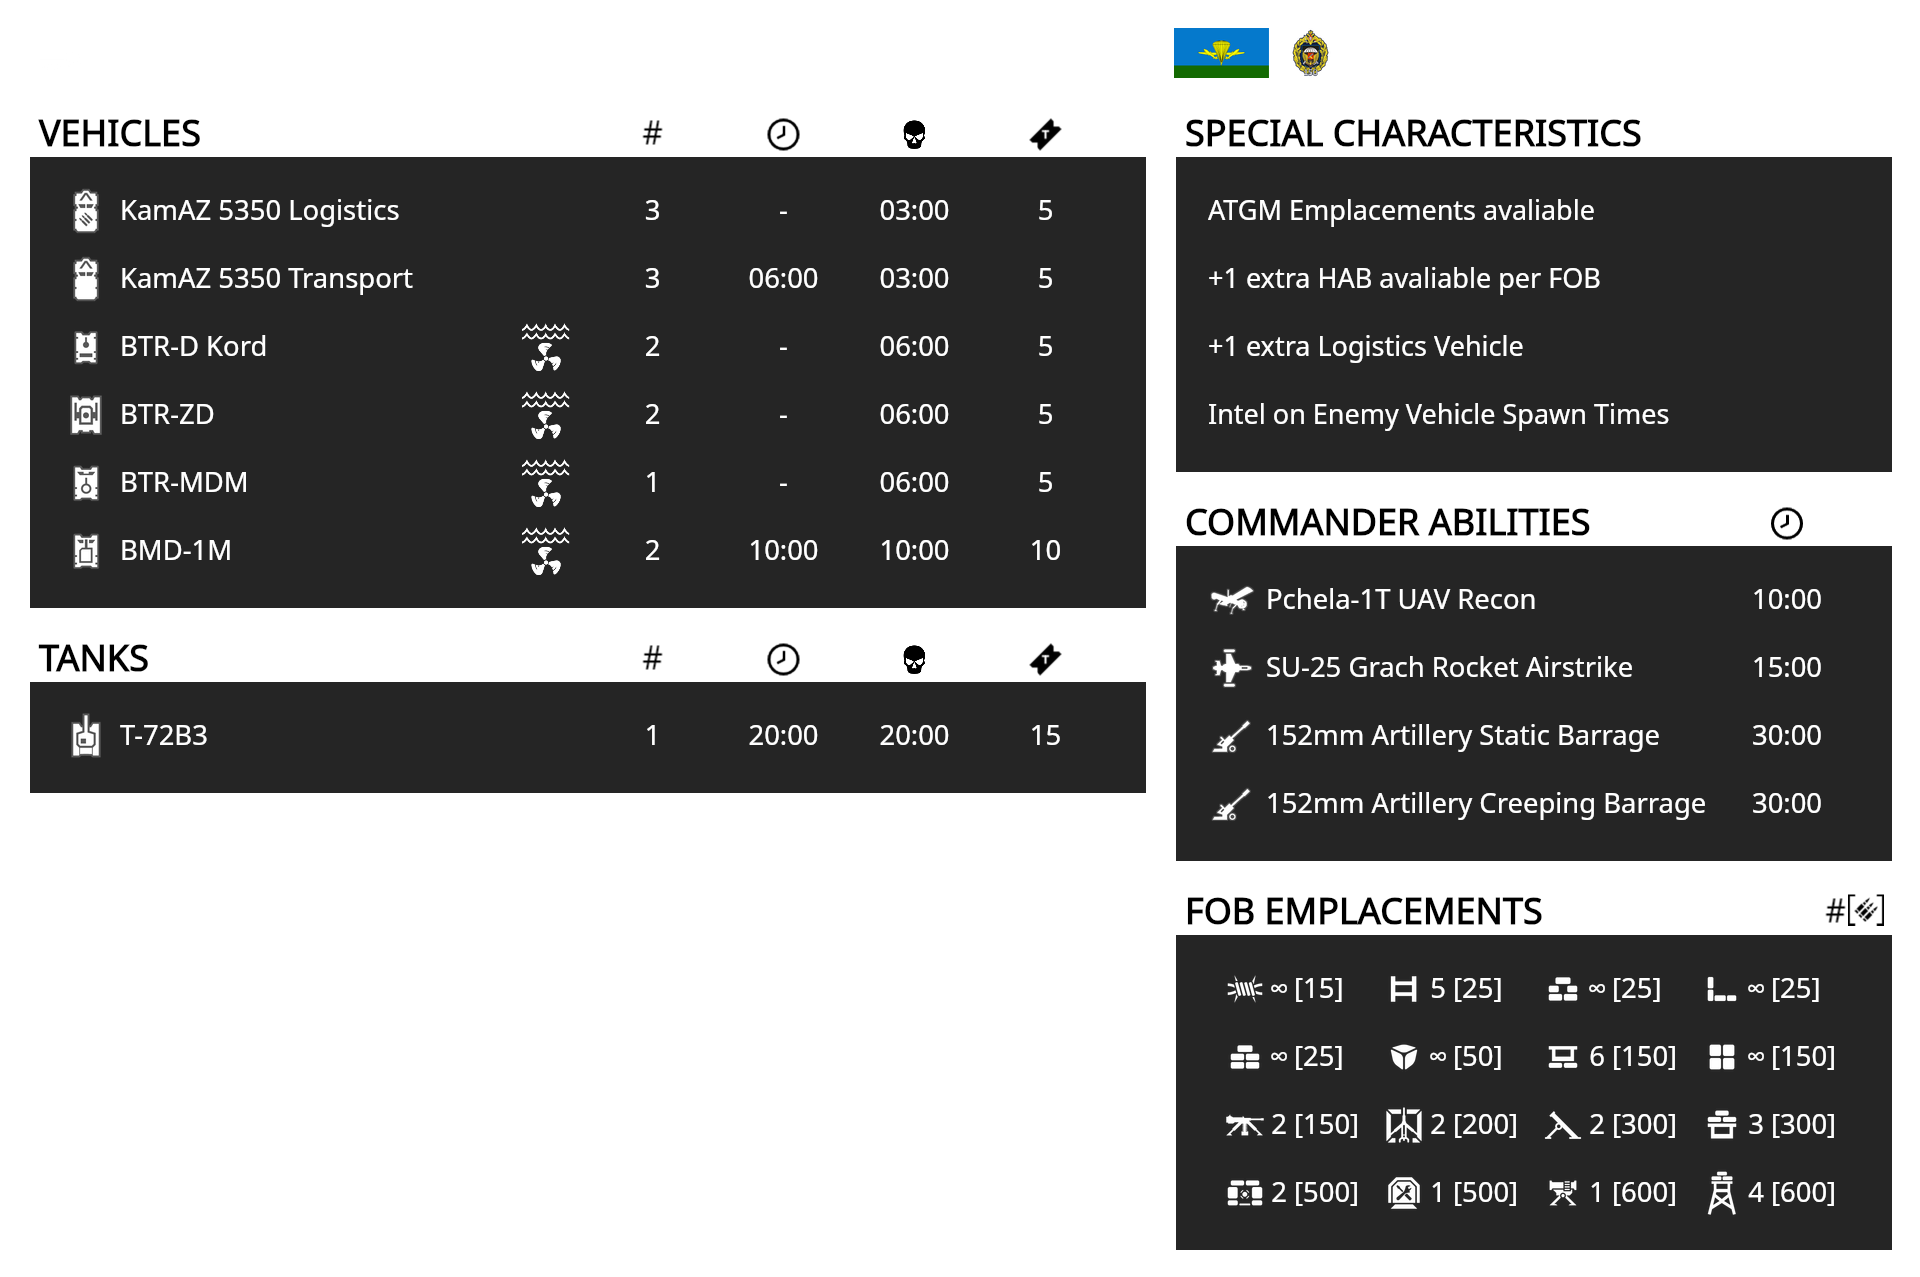 VEHICLES #
KamAZ 5350 Logistics 3 - 03:00 5
KamAZ 5350 Transport 3 06:00 03:00 5
BTR-D Kord 2 - 06:00 5
BTR-ZD 2 - 06:00 5
BTR-MDM 1 - 06:00 5
BMD-1M 2 10:00 10:00 10
TANKS #
T-72B3 1 20:00 20:00 15
SPECIAL CHARACTERISTICS
ATGM Emplacements avaliable
+1 extra HAB avaliable per FOB
+1 extra Logistics Vehicle
Intel on Enemy Vehicle Spawn Times
COMMANDER ABILITIES
Pchela-1T UAV Recon 10:00
SU-25 Grach Rocket Airstrike 15:00
152mm Artillery Static Barrage 30:00
152mm Artillery Creeping Barrage 30:00
FOB EMPLACEMENTS #[ ]
∞ [15] 5 [25] ∞ [25] ∞ [25]
∞ [25] ∞ [50] 6 [150] ∞ [150]
2 [150] 2 [200] 2 [300] 3 [300]
2 [500] 1 [500] 1 [600] 4 [600]